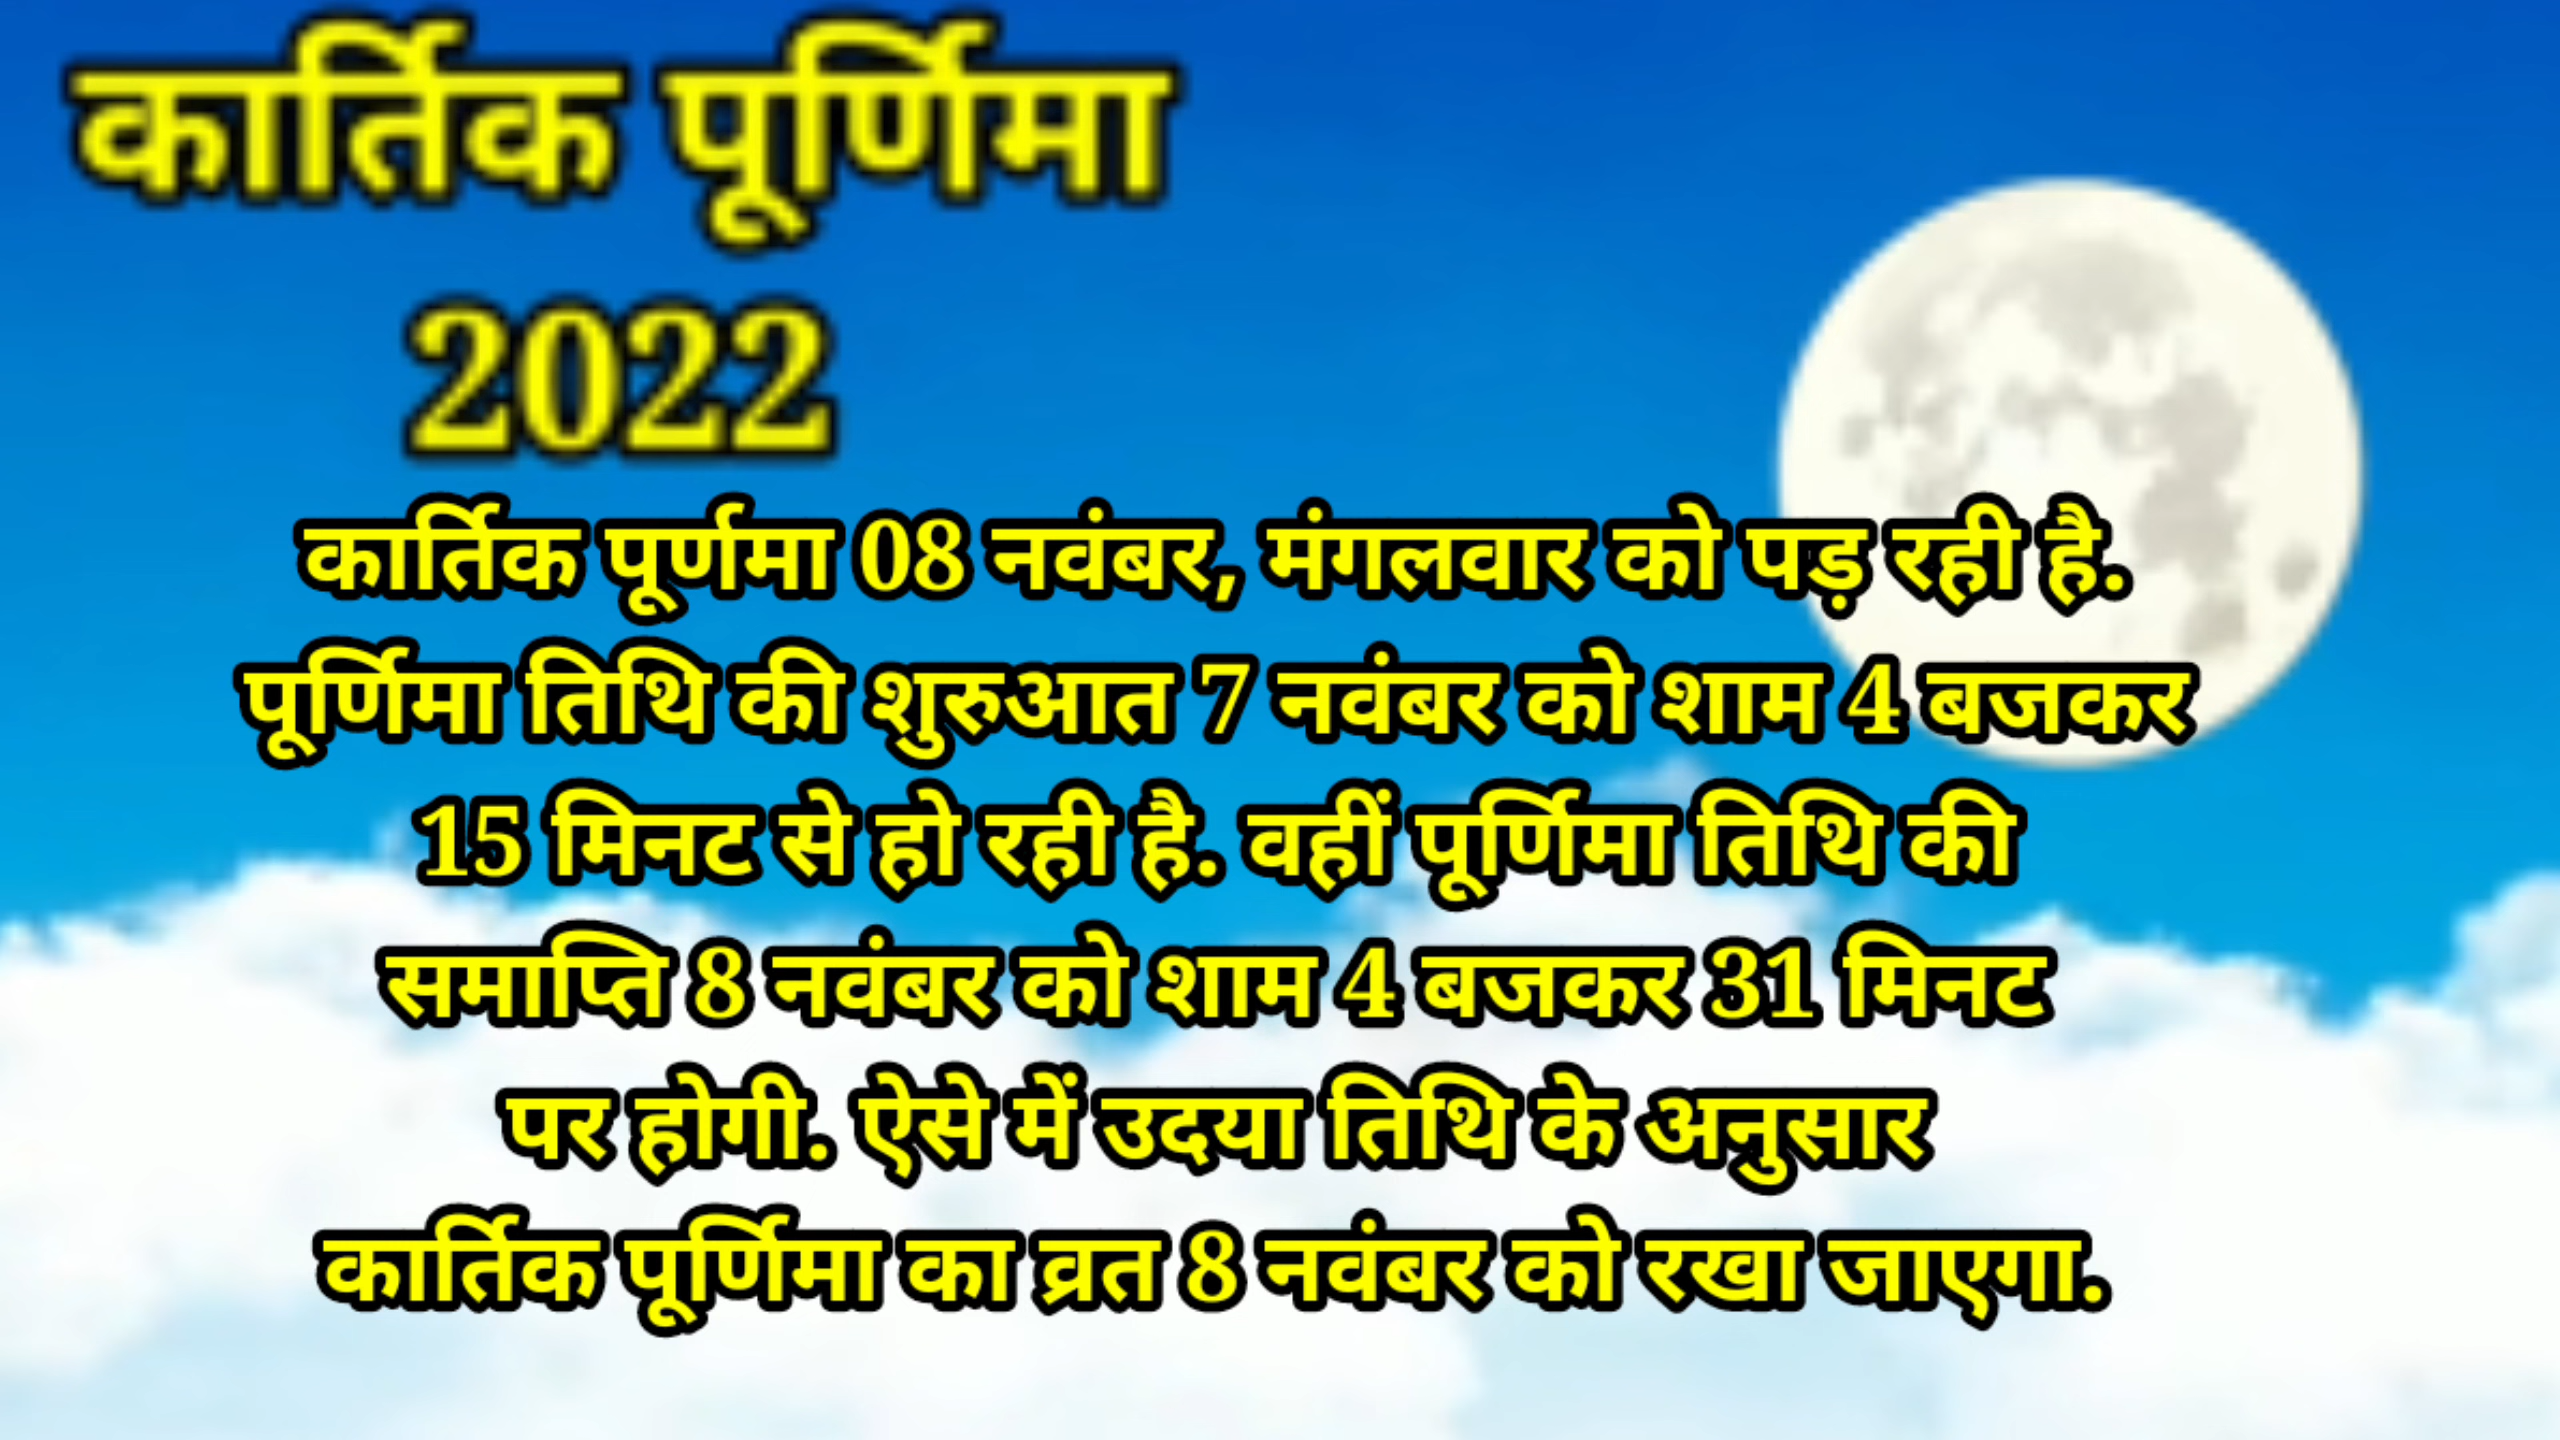 कार्तिक पूर्णिमा
2022
कार्तिक पूर्णमा 08 नवंबर, मंगलवार को पड़ रही है.
पूर्णिमा तिथि की शुरुआत 7 नवंबर को शाम 4 बजकर
15 मिनट से हो रही है. वहीं पूर्णिमा तिथि की
समाप्ति 8 नवंबर को शाम 4 बजकर 31 मिनट
पर होगी. ऐसे में उदया तिथि के अनुसार
कार्तिक पूर्णिमा का व्रत 8 नवंबर को रखा जाएगा.